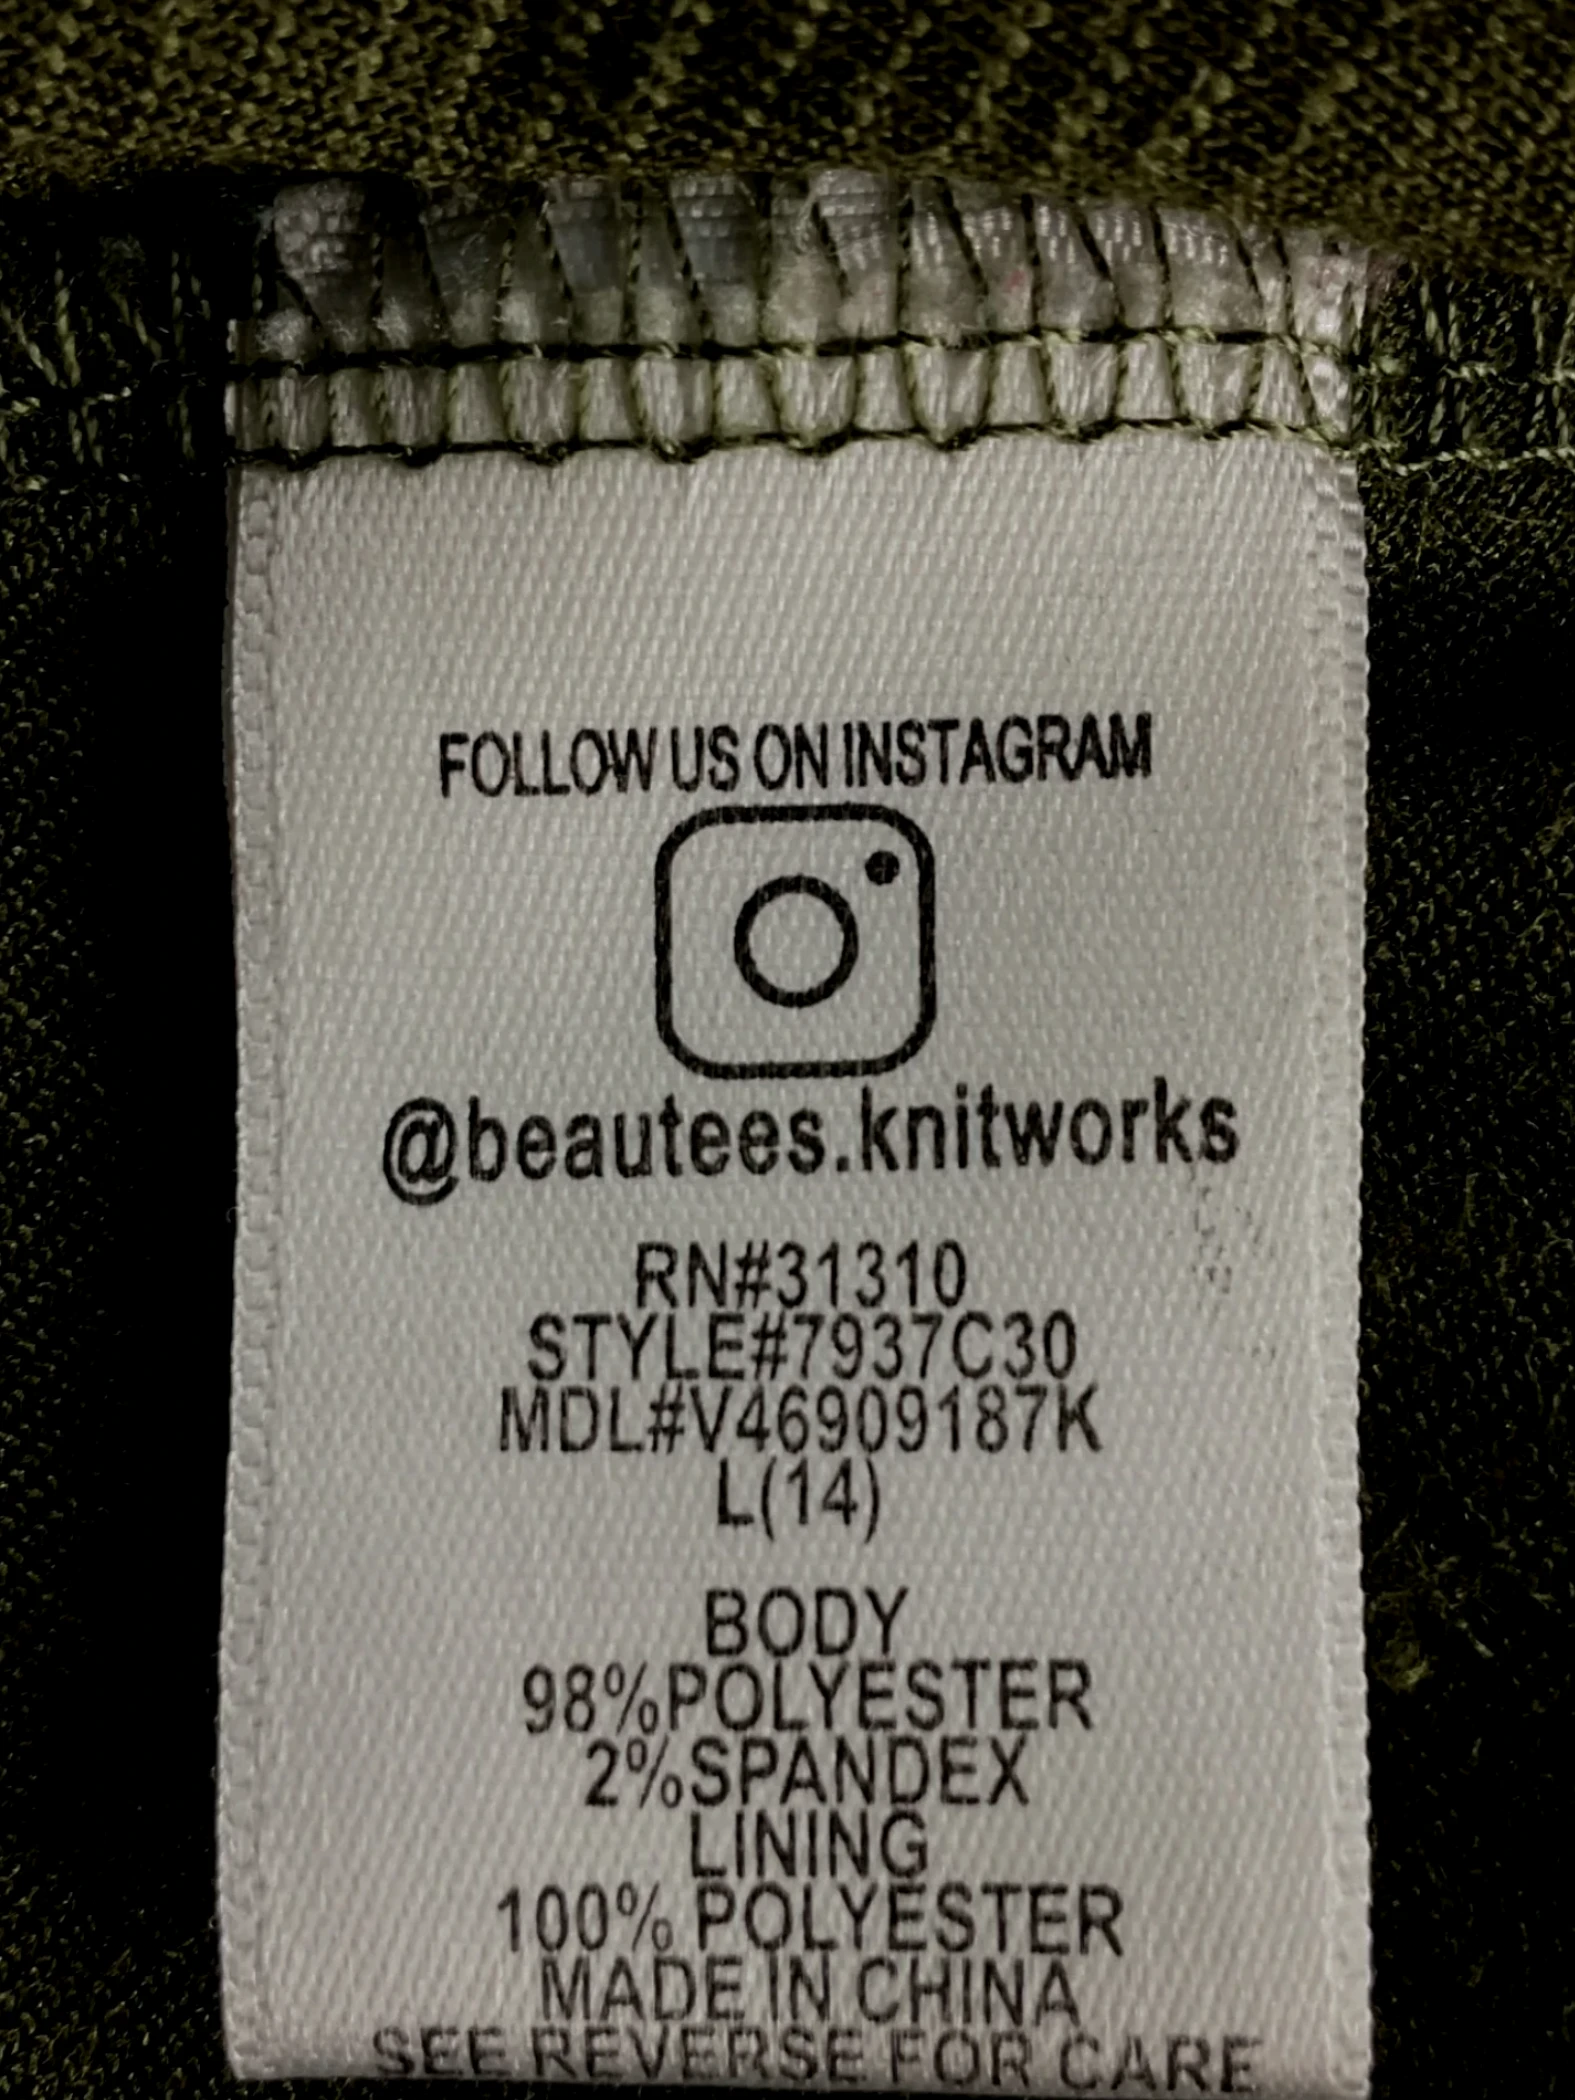 FOLLOW US ON INSTAGRAM
@beautees.knitworks
RN#31310
STYLE#7937C30
MDL#V46909187K
L(14)
BODY
98%POLYESTER
2%SPANDEX
LINING
100% POLYESTER
MADE IN CHINA
SEE REVERSE FOR CARE